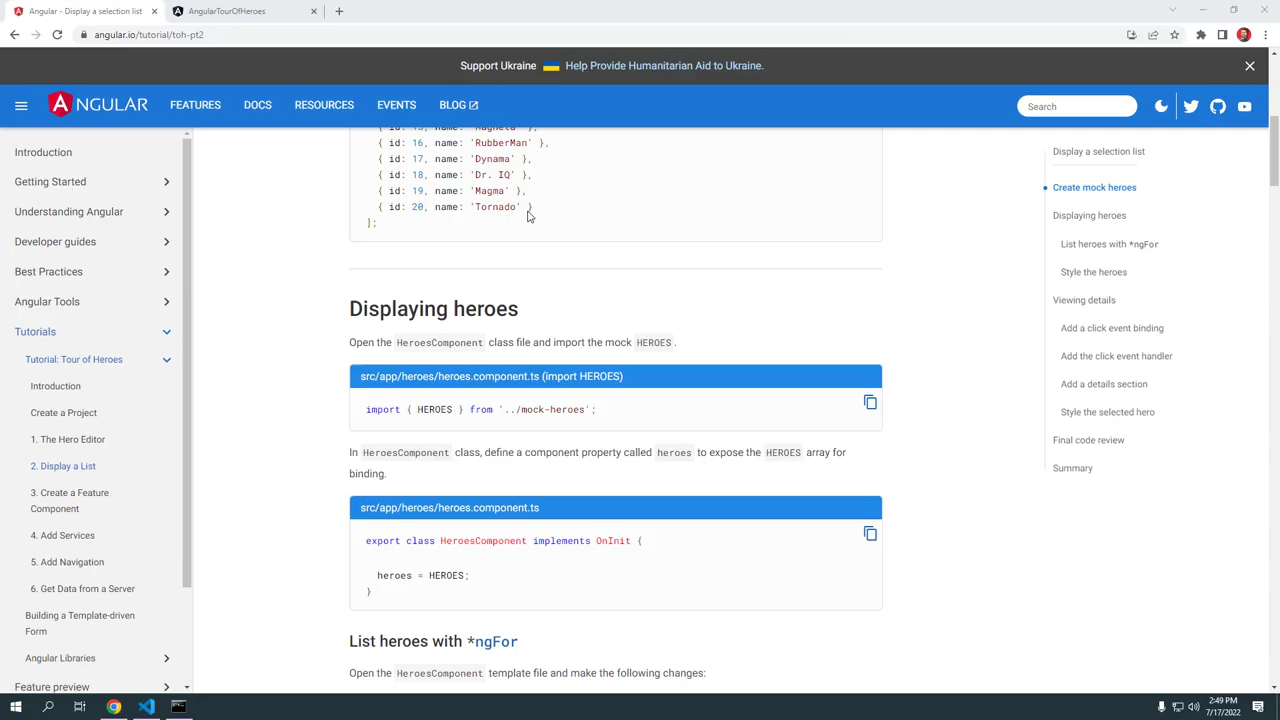 Angular - Display a selection list
AngularTourOfHeroes
angular.io/tutorial/toh-pt2
Support Ukraine Help Provide Humanitarian Aid to Ukraine.
ANGULAR FEATURES DOCS RESOURCES EVENTS BLOG Search
Introduction
Getting Started
Understanding Angular
Developer guides
Best Practices
Angular Tools
Tutorials
Tutorial: Tour of Heroes
Introduction
Create a Project
1. The Hero Editor
2. Display a List
3. Create a Feature
Component
4. Add Services
5. Add Navigation
6. Get Data from a Server
Building a Template-driven
Form
Angular Libraries
Feature preview
{ id: 15, name: 'Magneta' },
{ id: 16, name: 'RubberMan' },
{ id: 17, name: 'Dynama' },
{ id: 18, name: 'Dr. IQ' },
{ id: 19, name: 'Magma' },
{ id: 20, name: 'Tornado' }
];
Displaying heroes
Open the HeroesComponent class file and import the mock HEROES.
src/app/heroes/heroes.component.ts (import HEROES)
import { HEROES } from '../mock-heroes';
In HeroesComponent class, define a component property called heroes to expose the HEROES array for
binding.
src/app/heroes/heroes.component.ts
export class HeroesComponent implements OnInit {
heroes = HEROES;
}
List heroes with *ngFor
Open the HeroesComponent template file and make the following changes:
Display a selection list
Create mock heroes
Displaying heroes
List heroes with *ngFor
Style the heroes
Viewing details
Add a click event binding
Add the click event handler
Add a details section
Style the selected hero
Final code review
Summary
2:49 PM
7/17/2022